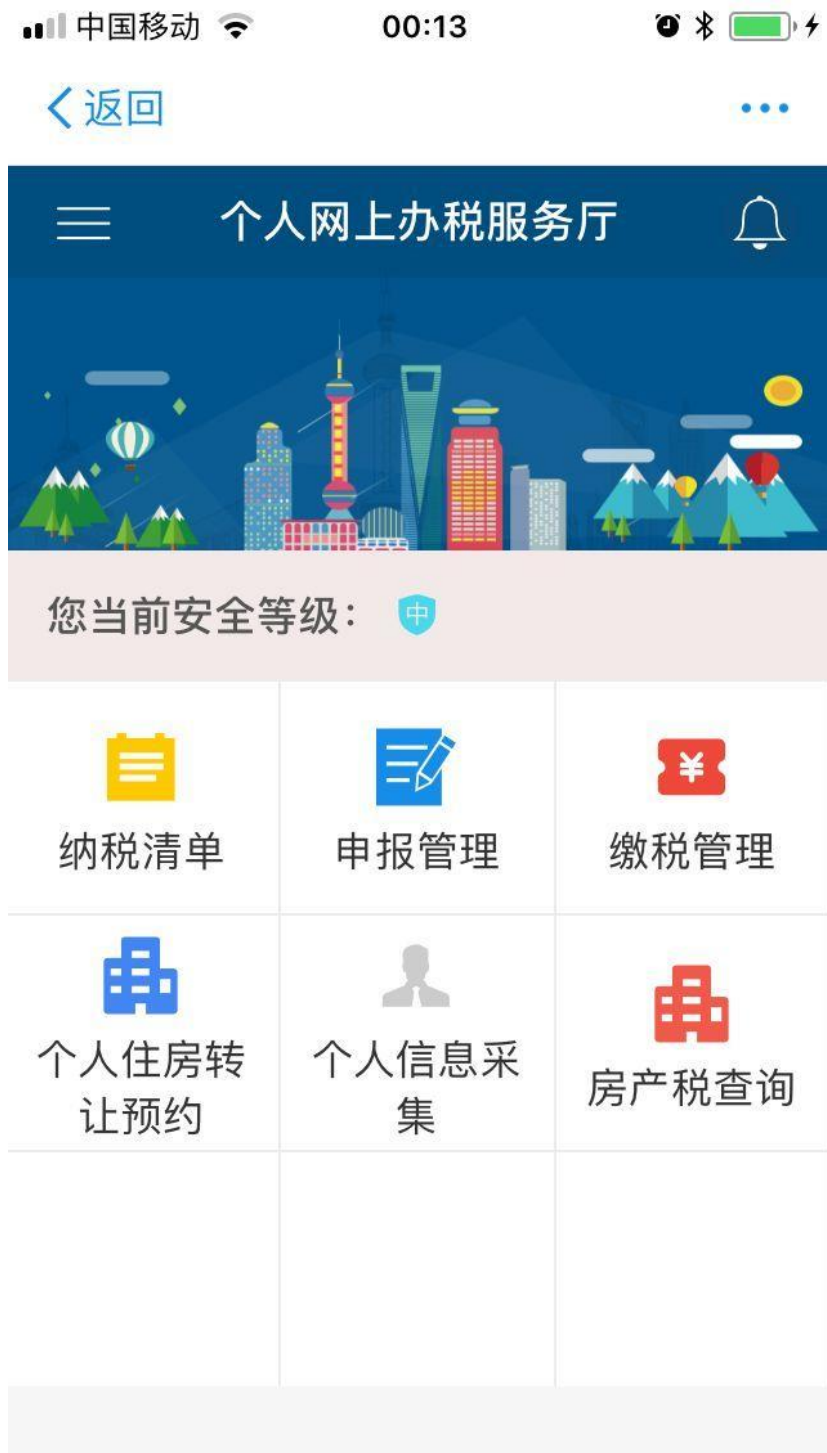 中国移动 00:13
返回
个人网上办税服务厅
您当前安全等级： 中
纳税清单 申报管理 缴税管理
个人住房转 个人信息采 房产税查询
让预约 集